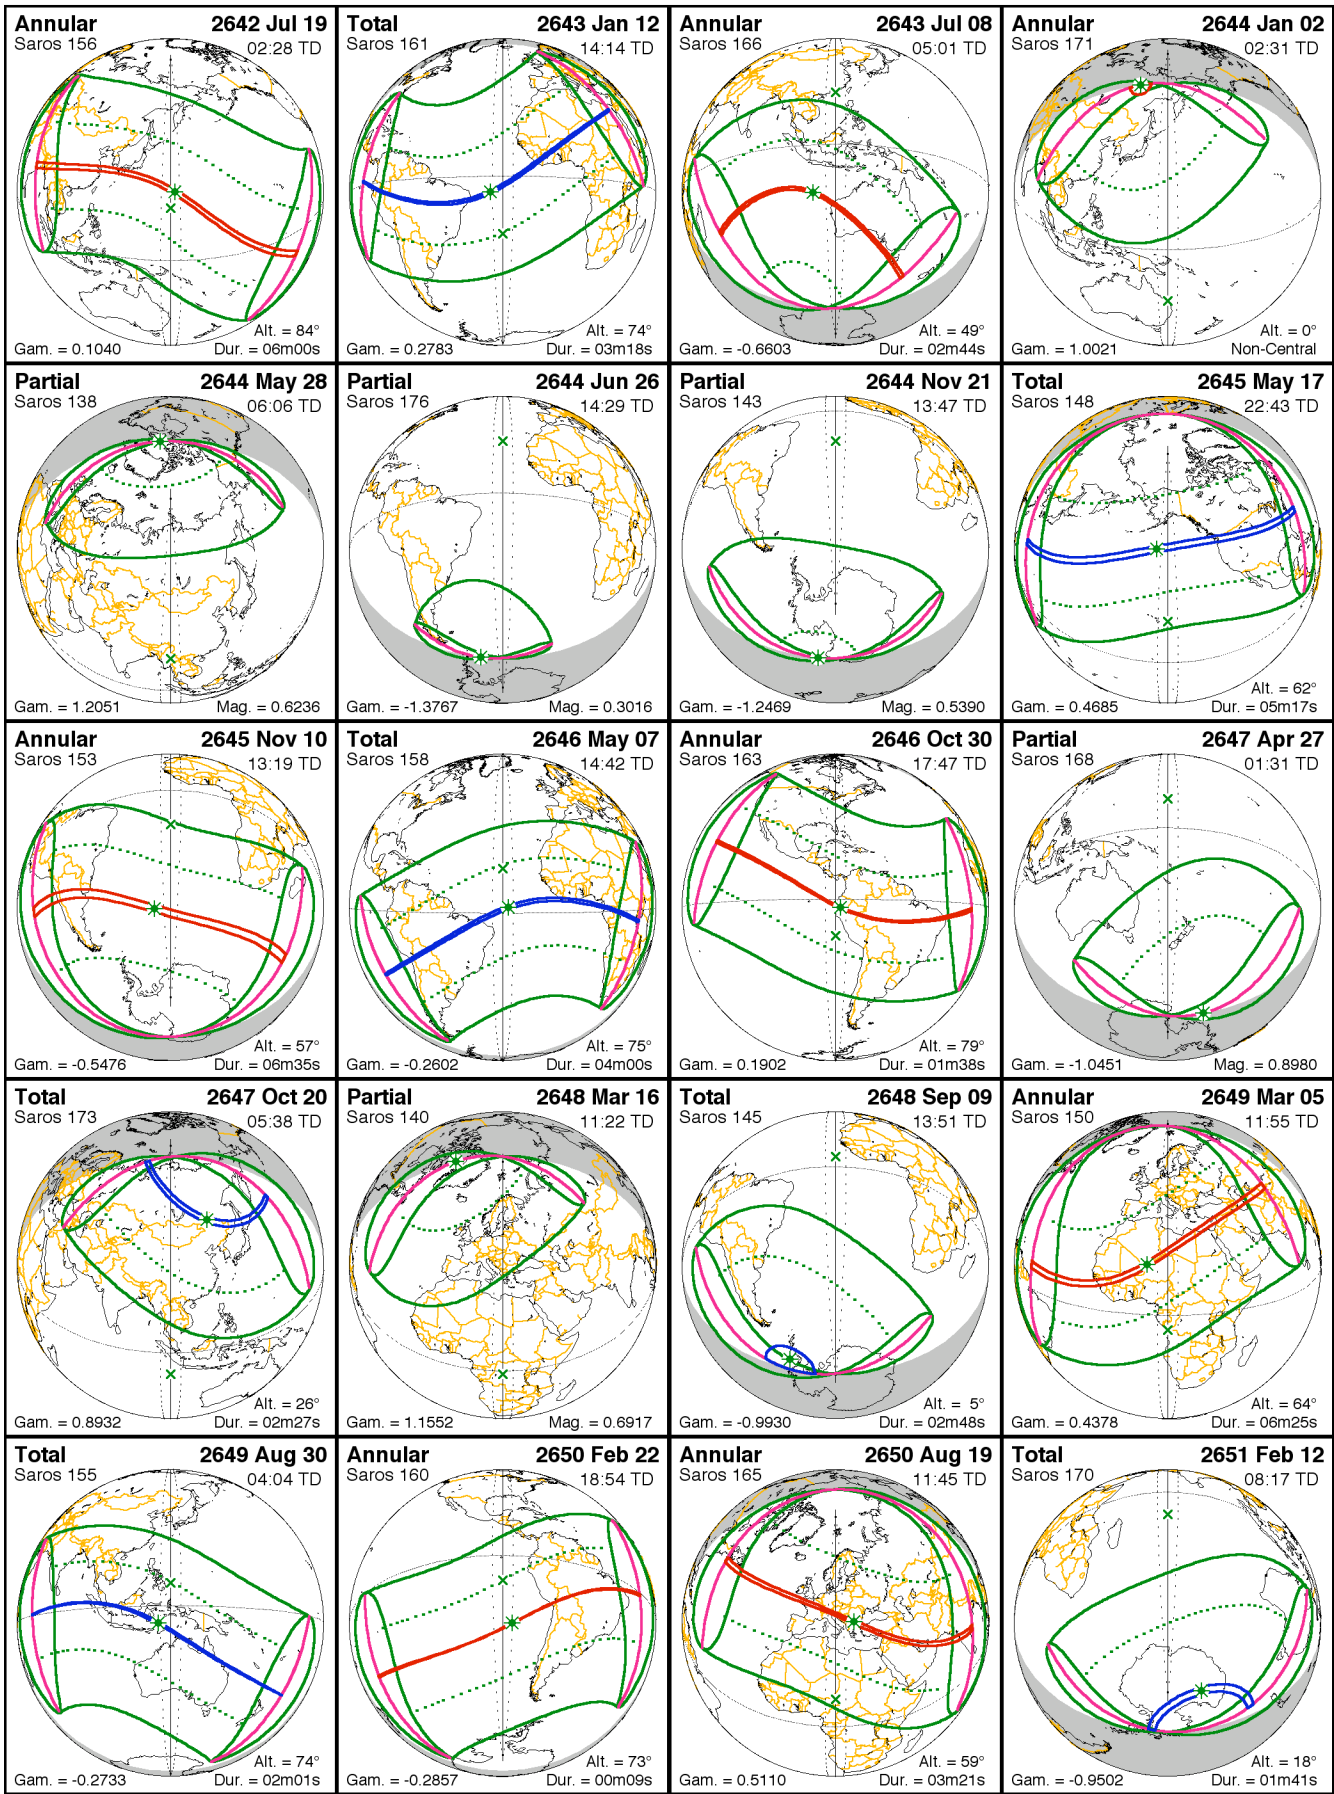 Annular 2642 Jul 19
Saros 156 02:28 TD
Alt. = 84°
Gam. = 0.1040 Dur. = 06m00s
Total 2643 Jan 12
Saros 161 14:14 TD
Alt. = 74°
Gam. = 0.2783 Dur. = 03m18s
Annular 2643 Jul 08
Saros 166 05:01 TD
Alt. = 49°
Gam. = -0.6603 Dur. = 02m44s
Annular 2644 Jan 02
Saros 171 02:31 TD
Alt. = 0°
Gam. = 1.0021 Non-Central
Partial 2644 May 28
Saros 138 06:06 TD
Gam. = 1.2051 Mag. = 0.6236
Partial 2644 Jun 26
Saros 176 14:29 TD
Gam. = -1.3767 Mag. = 0.3016
Partial 2644 Nov 21
Saros 143 13:47 TD
Gam. = -1.2469 Mag. = 0.5390
Total 2645 May 17
Saros 148 22:43 TD
Alt. = 62°
Gam. = 0.4685 Dur. = 05m17s
Annular 2645 Nov 10
Saros 153 13:19 TD
Alt. = 57°
Gam. = -0.5476 Dur. = 06m35s
Total 2646 May 07
Saros 158 14:42 TD
Alt. = 75°
Gam. = -0.2602 Dur. = 04m00s
Annular 2646 Oct 30
Saros 163 17:47 TD
Alt. = 79°
Gam. = 0.1902 Dur. = 01m38s
Partial 2647 Apr 27
Saros 168 01:31 TD
Gam. = -1.0451 Mag. = 0.8980
Total 2647 Oct 20
Saros 173 05:38 TD
Alt. = 26°
Gam. = 0.8932 Dur. = 02m27s
Partial 2648 Mar 16
Saros 140 11:22 TD
Gam. = 1.1552 Mag. = 0.6917
Total 2648 Sep 09
Saros 145 13:51 TD
Alt. = 5°
Gam. = -0.9930 Dur. = 02m48s
Annular 2649 Mar 05
Saros 150 11:55 TD
Alt. = 64°
Gam. = 0.4378 Dur. = 06m25s
Total 2649 Aug 30
Saros 155 04:04 TD
Alt. = 74°
Gam. = -0.2733 Dur. = 02m01s
Annular 2650 Feb 22
Saros 160 18:54 TD
Alt. = 73°
Gam. = -0.2857 Dur. = 00m09s
Annular 2650 Aug 19
Saros 165 11:45 TD
Alt. = 59°
Gam. = 0.5110 Dur. = 03m21s
Total 2651 Feb 12
Saros 170 08:17 TD
Alt. = 18°
Gam. = -0.9502 Dur. = 01m41s